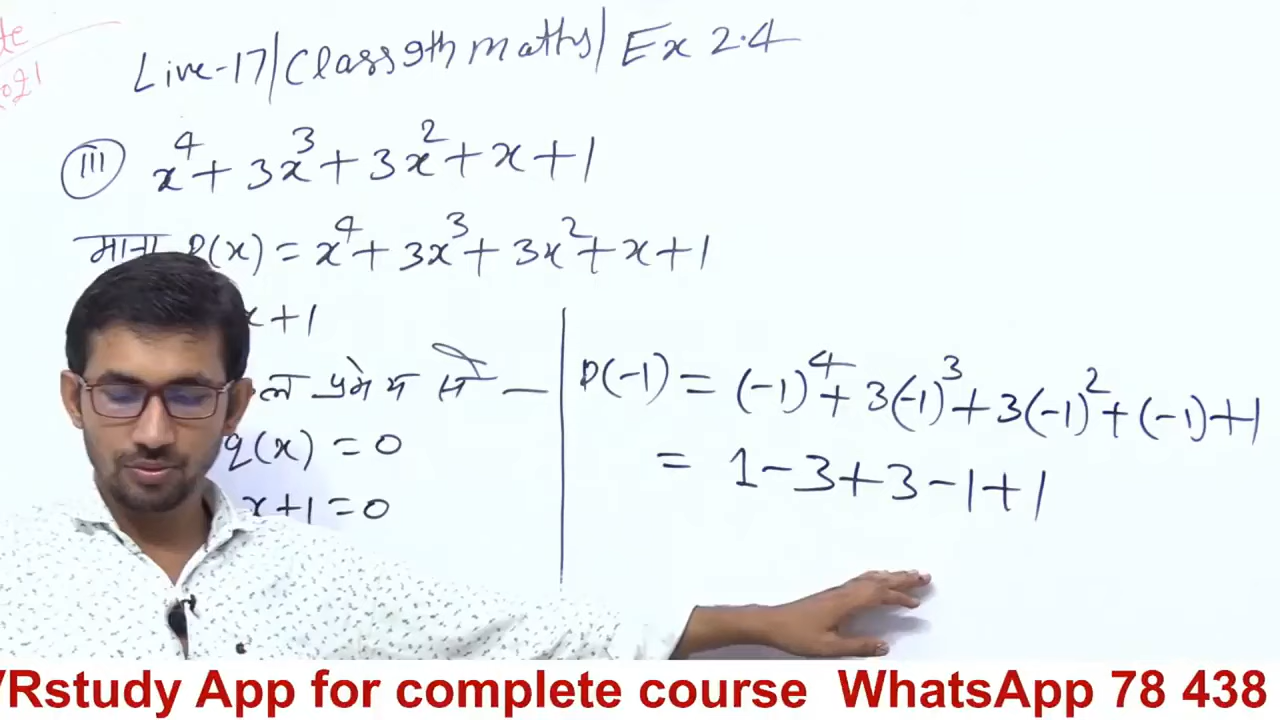 Live-17/Class 9th maths/ Ex 2.4
III x⁴ + 3x³ + 3x² + x + 1
माना P(x) = x⁴ + 3x³ + 3x² + x + 1
x + 1
q(x) = 0
x + 1 = 0
P(-1) = (-1)⁴ + 3(-1)³ + 3(-1)² + (-1) + 1
= 1 - 3 + 3 - 1 + 1
Rstudy App for complete course WhatsApp 78 438